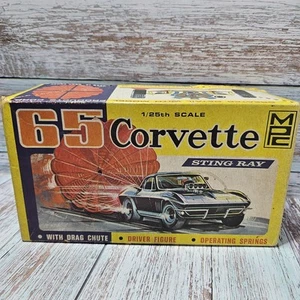 1/25th SCALE
65 Corvette
MPC
STING RAY
• WITH DRAG CHUTE • DRIVER FIGURE • OPERATING SPRINGS